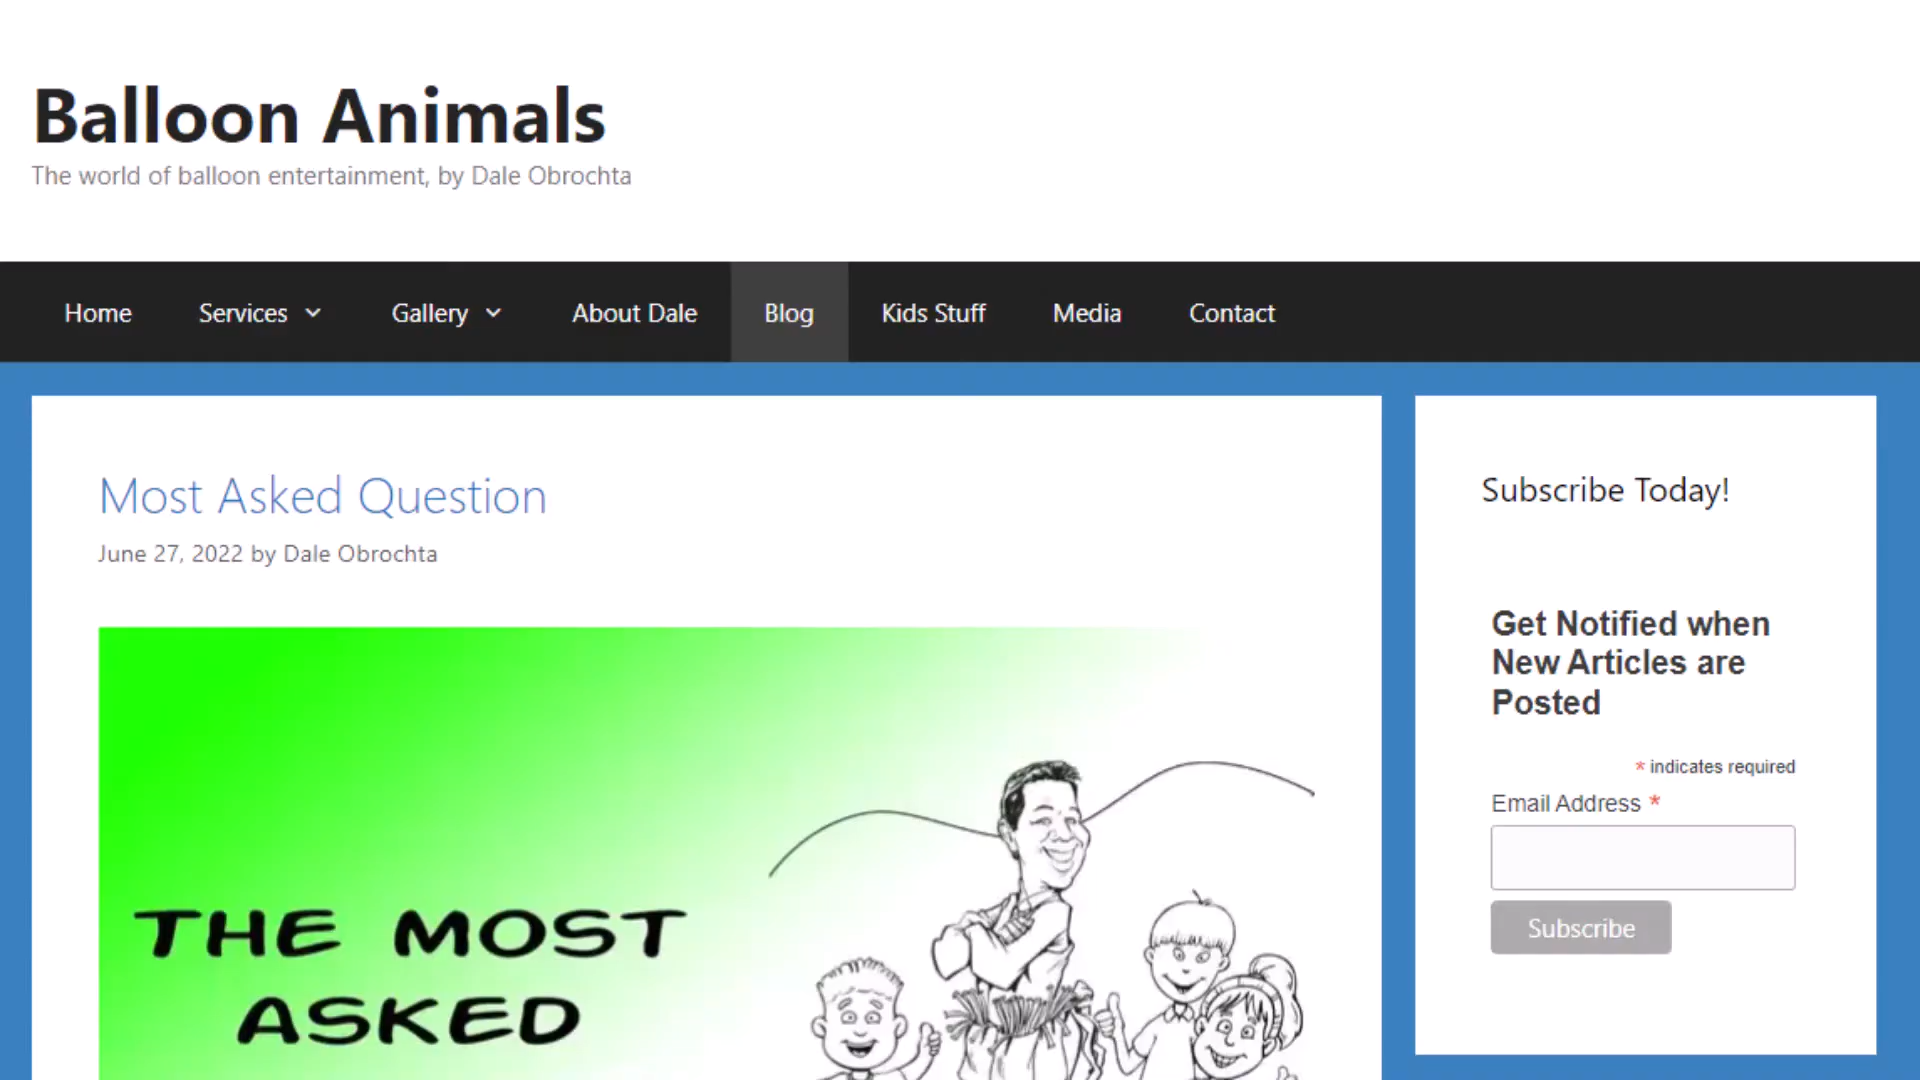 Balloon Animals
The world of balloon entertainment, by Dale Obrochta
Home Services Gallery About Dale Blog Kids Stuff Media Contact
Most Asked Question
June 27, 2022 by Dale Obrochta
THE MOST
ASKED
Subscribe Today!
Get Notified when
New Articles are
Posted
* indicates required
Email Address *
Subscribe